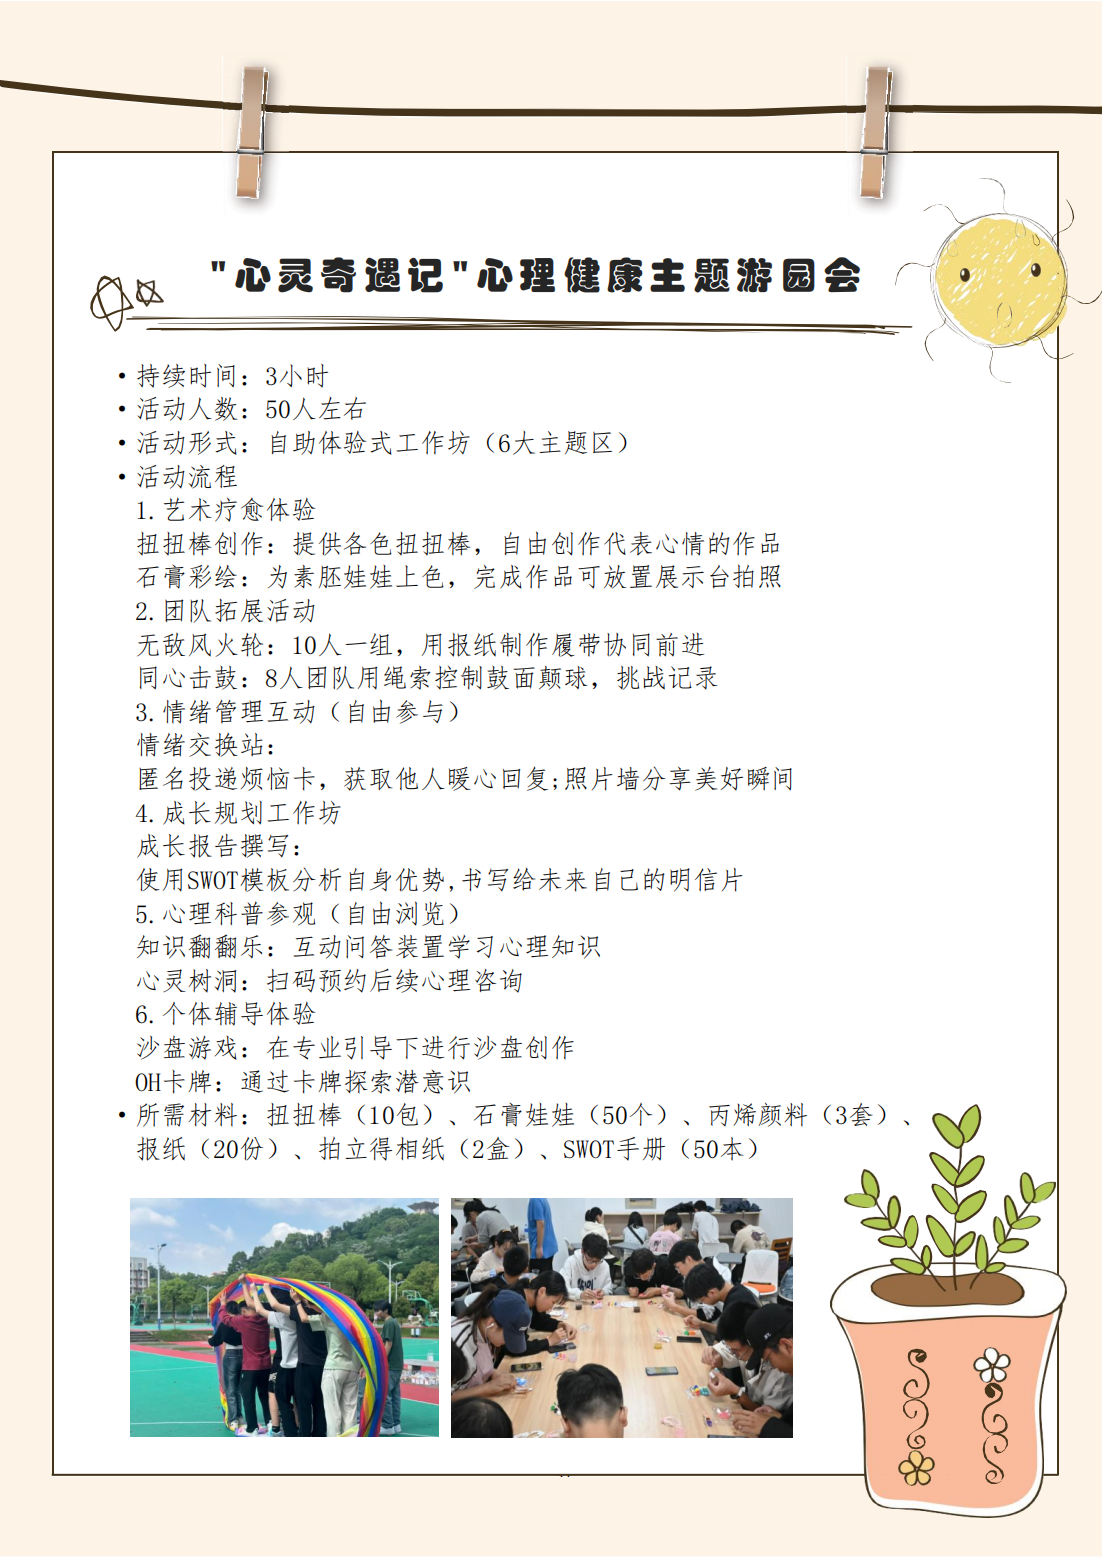 "心灵奇遇记"心理健康主题游园会
•持续时间：3小时
•活动人数：50人左右
•活动形式：自助体验式工作坊（6大主题区）
•活动流程
1.艺术疗愈体验
扭扭棒创作：提供各色扭扭棒，自由创作代表心情的作品
石膏彩绘：为素胚娃娃上色，完成作品可放置展示台拍照
2.团队拓展活动
无敌风火轮：10人一组，用报纸制作履带协同前进
同心击鼓：8人团队用绳索控制鼓面颠球，挑战记录
3.情绪管理互动（自由参与）
情绪交换站：
匿名投递烦恼卡，获取他人暖心回复;照片墙分享美好瞬间
4.成长规划工作坊
成长报告撰写：
使用SWOT模板分析自身优势,书写给未来自己的明信片
5.心理科普参观（自由浏览）
知识翻翻乐：互动问答装置学习心理知识
心灵树洞：扫码预约后续心理咨询
6.个体辅导体验
沙盘游戏：在专业引导下进行沙盘创作
OH卡牌：通过卡牌探索潜意识
•所需材料：扭扭棒（10包）、石膏娃娃（50个）、丙烯颜料（3套）、
报纸（20份）、拍立得相纸（2盒）、SWOT手册（50本）